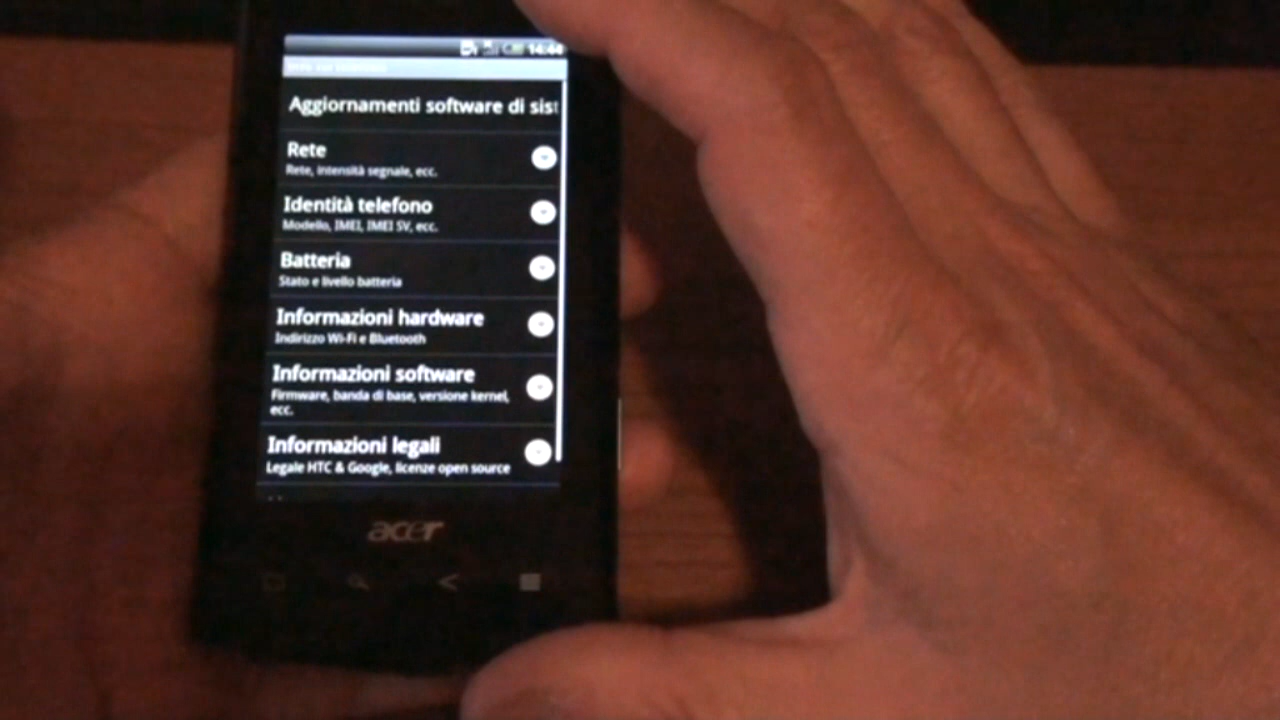 14:44
Aggiornamenti software di sist
Rete
Rete, intensità segnale, ecc.
Identità telefono
Modello, IMEI, IMEI SV, ecc.
Batteria
Stato e livello batteria
Informazioni hardware
Indirizzo Wi-Fi e Bluetooth
Informazioni software
Firmware, banda di base, versione kernel,
ecc.
Informazioni legali
Legale HTC & Google, licenze open source
acer